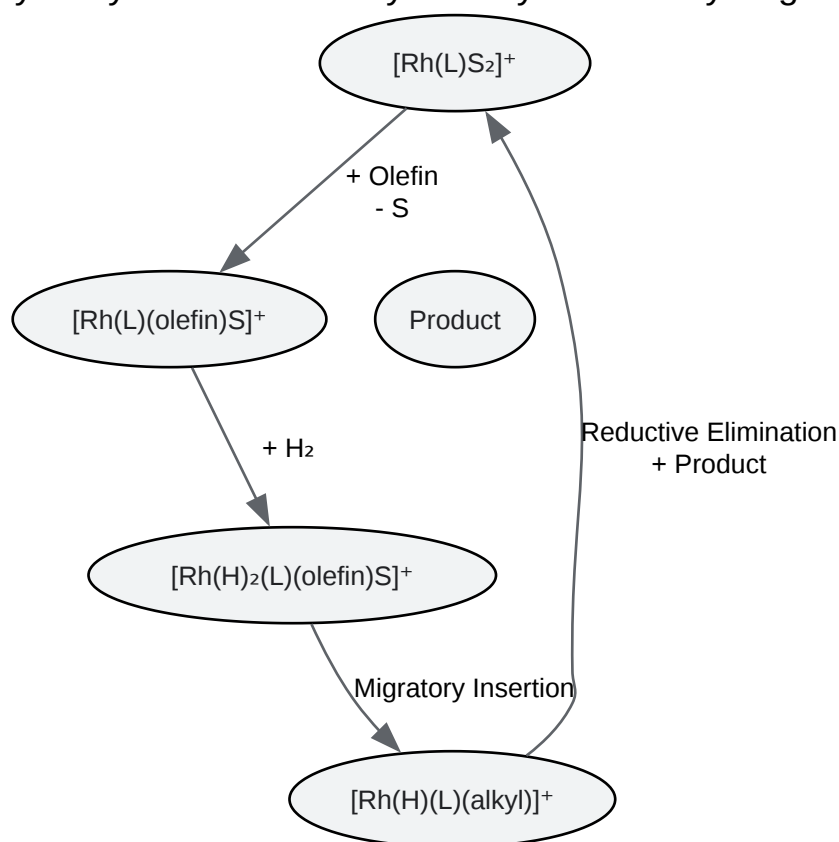 [Rh(L)S₂]⁺
+ Olefin
- S
[Rh(L)(olefin)S]⁺
Product
Reductive Elimination
+ Product
+ H₂
[Rh(H)₂(L)(olefin)S]⁺
Migratory Insertion
[Rh(H)(L)(alkyl)]⁺